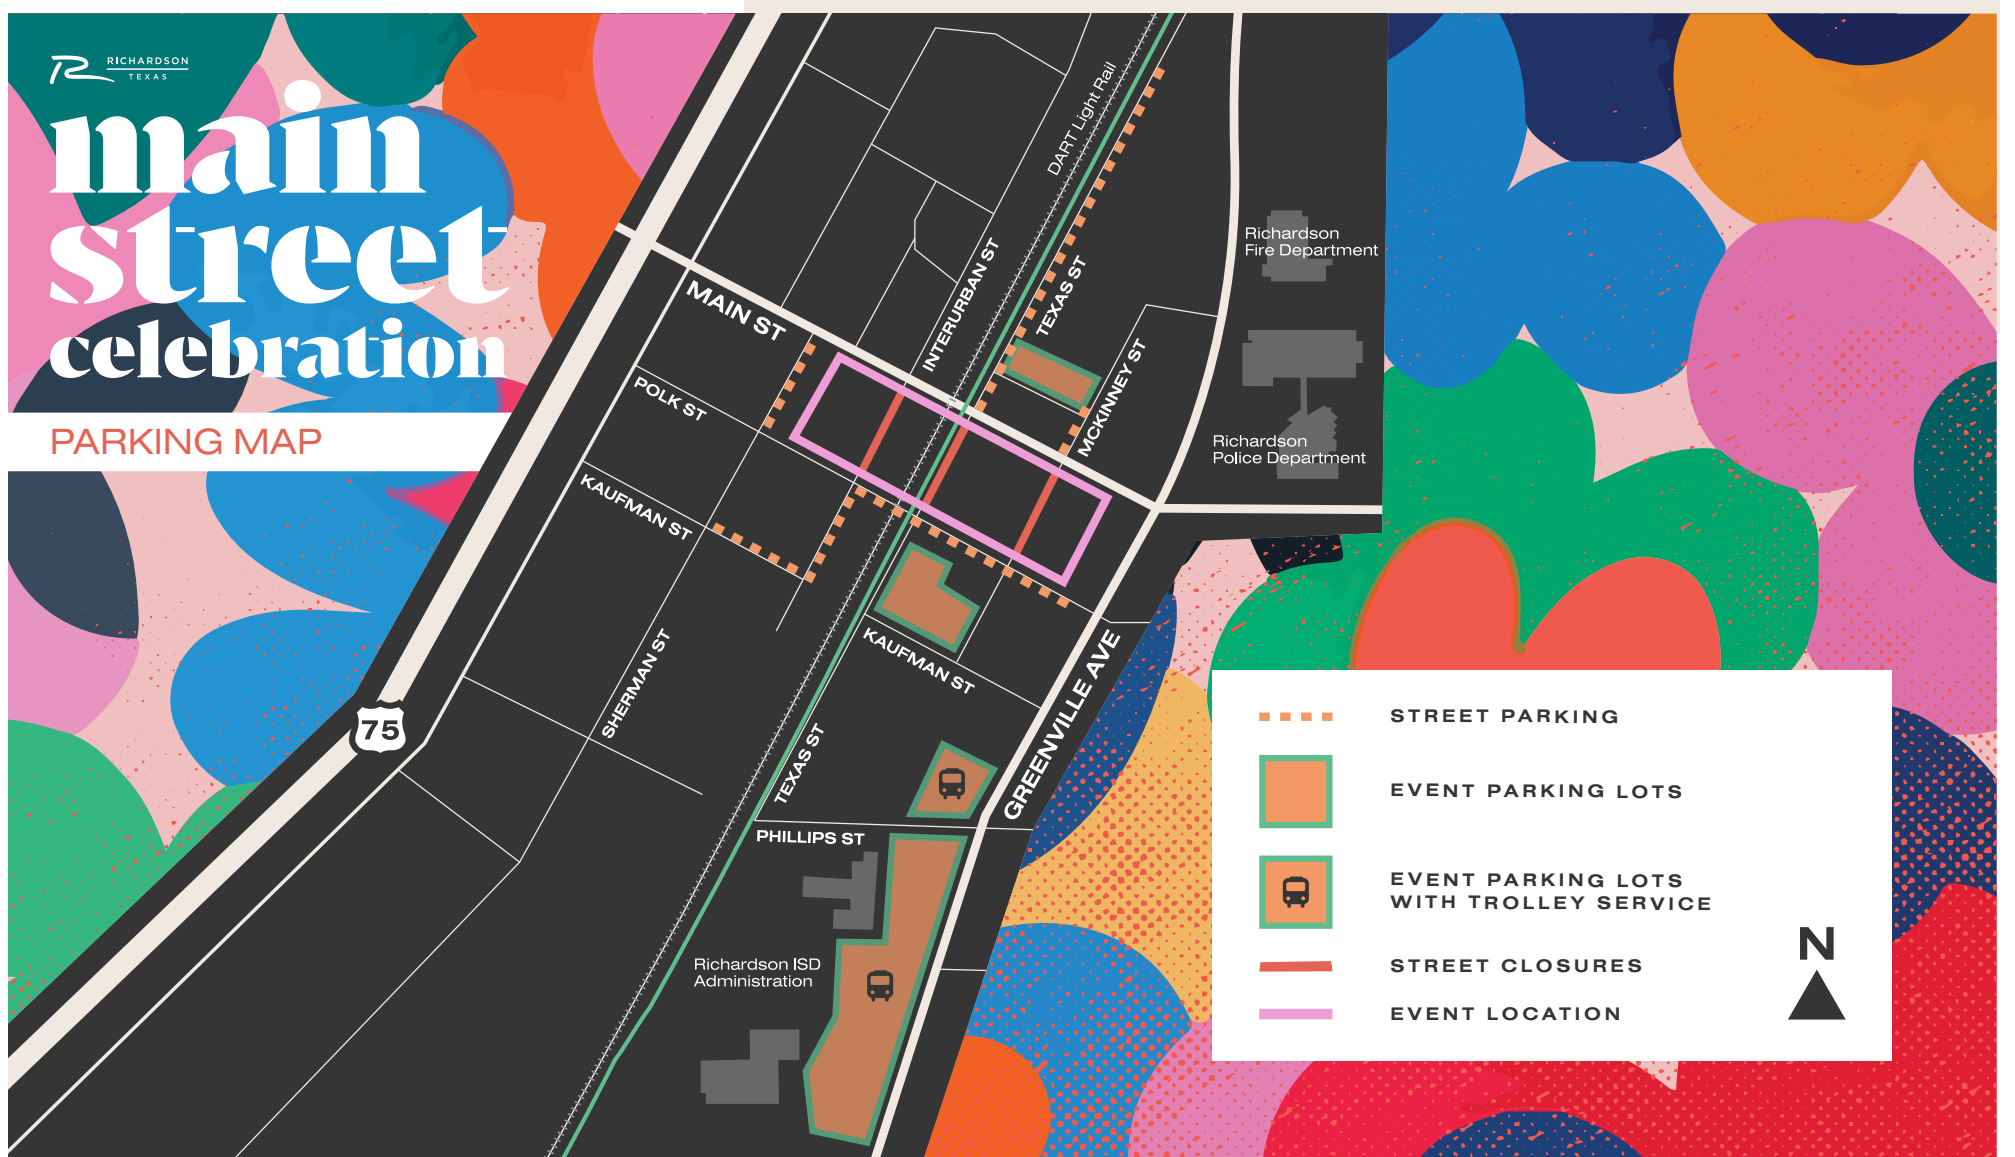 RICHARDSON
TEXAS
main
street
celebration
PARKING MAP
DART Light Rail
Richardson
Fire Department
INTERURBAN ST
TEXAS ST
MAIN ST
MCKINNEY ST
POLK ST
Richardson
Police Department
KAUFMAN ST
SHERMAN ST
KAUFMAN ST
GREENVILLE AVE
75
TEXAS ST
PHILLIPS ST
Richardson ISD
Administration
STREET PARKING
EVENT PARKING LOTS
EVENT PARKING LOTS
WITH TROLLEY SERVICE
STREET CLOSURES
EVENT LOCATION
N